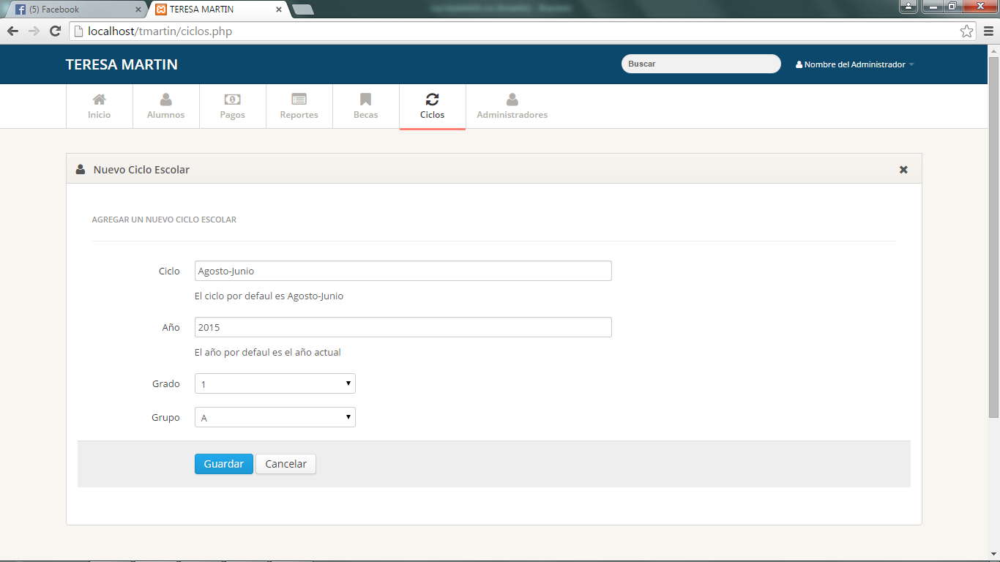 (5) Facebook
TERESA MARTIN
localhost/tmartin/ciclos.php
TERESA MARTIN
Buscar
Nombre del Administrador
Inicio
Alumnos
Pagos
Reportes
Becas
Ciclos
Administradores
Nuevo Ciclo Escolar
AGREGAR UN NUEVO CICLO ESCOLAR
Ciclo
Agosto-Junio
El ciclo por defaul es Agosto-Junio
Año
2015
El año por defaul es el año actual
Grado
1
Grupo
A
Guardar
Cancelar